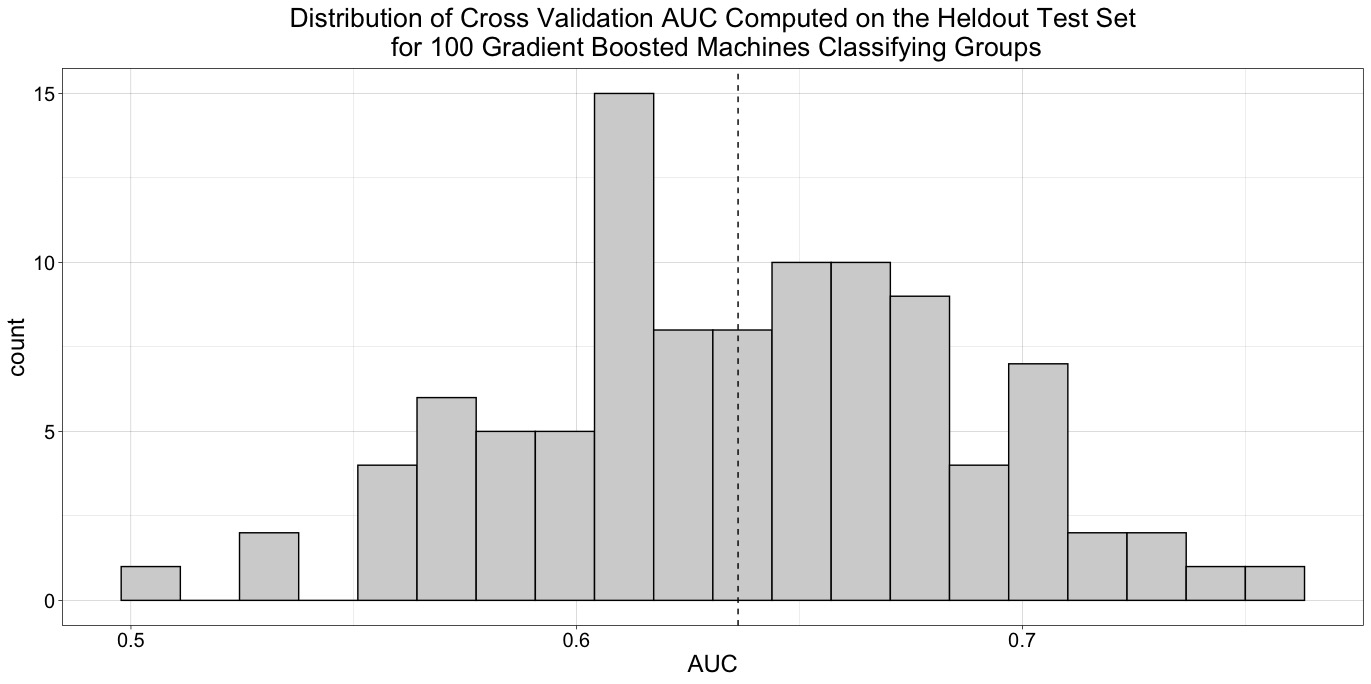 Distribution of Cross Validation AUC Computed on the Heldout Test Set
for 100 Gradient Boosted Machines Classifying Groups
15
10
5
0
count
0.5 0.6 0.7
AUC